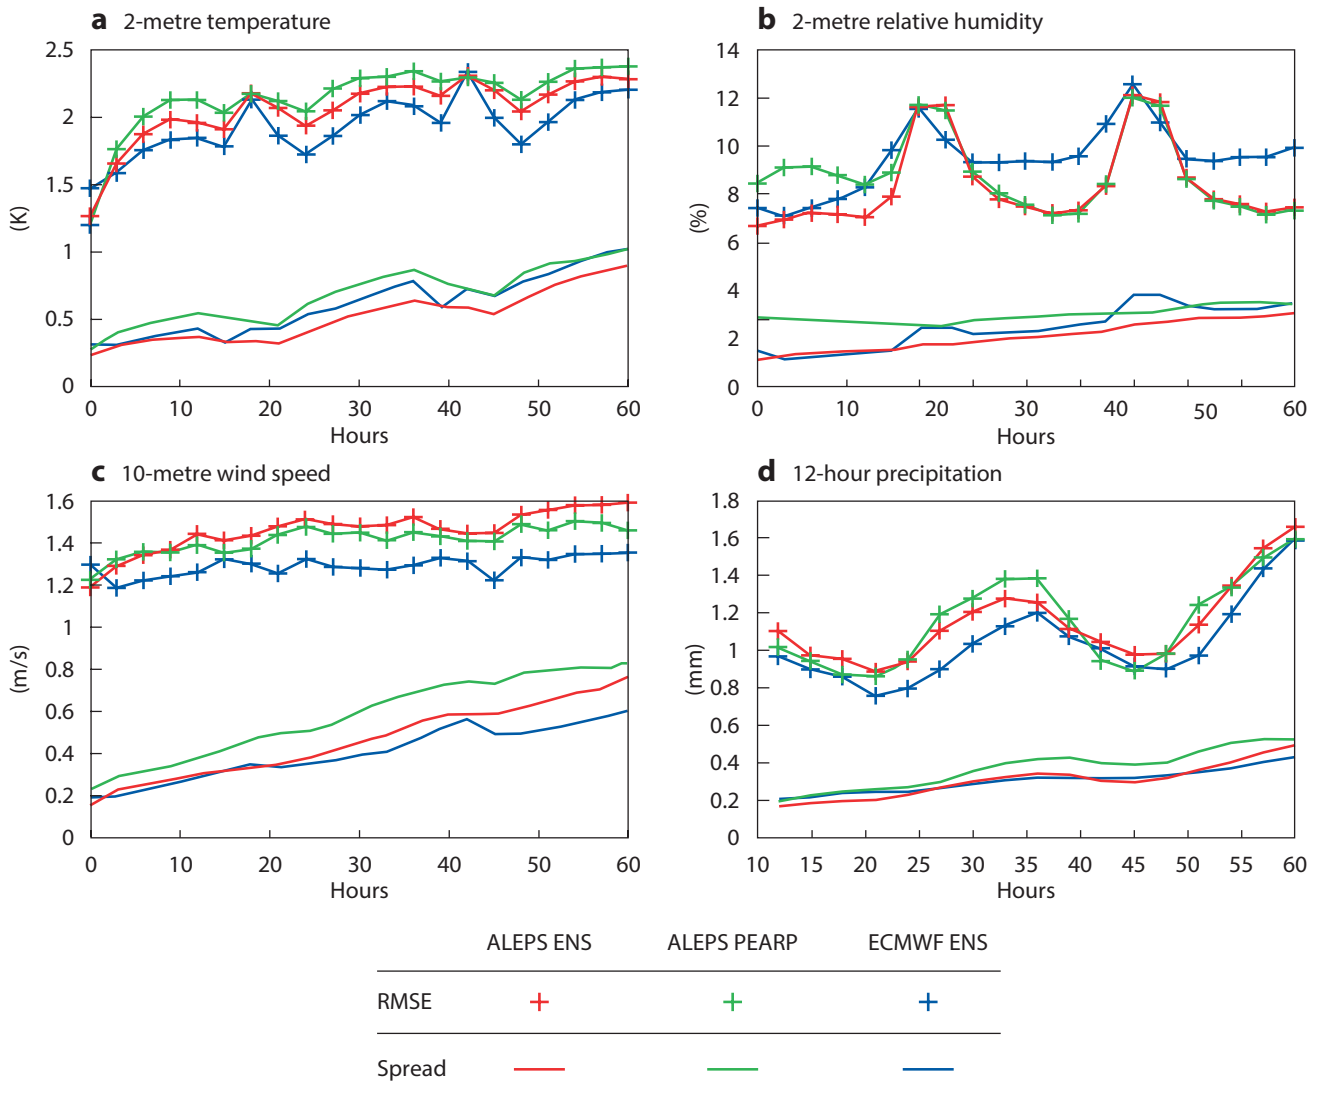 a 2-metre temperature
2.5
2
1.5
1
0.5
0
(K)
0 10 20 30 40 50 60
Hours
b 2-metre relative humidity
14
12
10
8
6
4
2
0
(%)
0 10 20 30 40 50 60
Hours
c 10-metre wind speed
1.6
1.4
1.2
1
0.8
0.6
0.4
0.2
0
(m/s)
0 10 20 30 40 50 60
Hours
d 12-hour precipitation
1.8
1.6
1.4
1.2
1
0.8
0.6
0.4
0.2
0
(mm)
10 15 20 25 30 35 40 45 50 55 60
Hours
ALEPS ENS ALEPS PEARP ECMWF ENS
RMSE
Spread